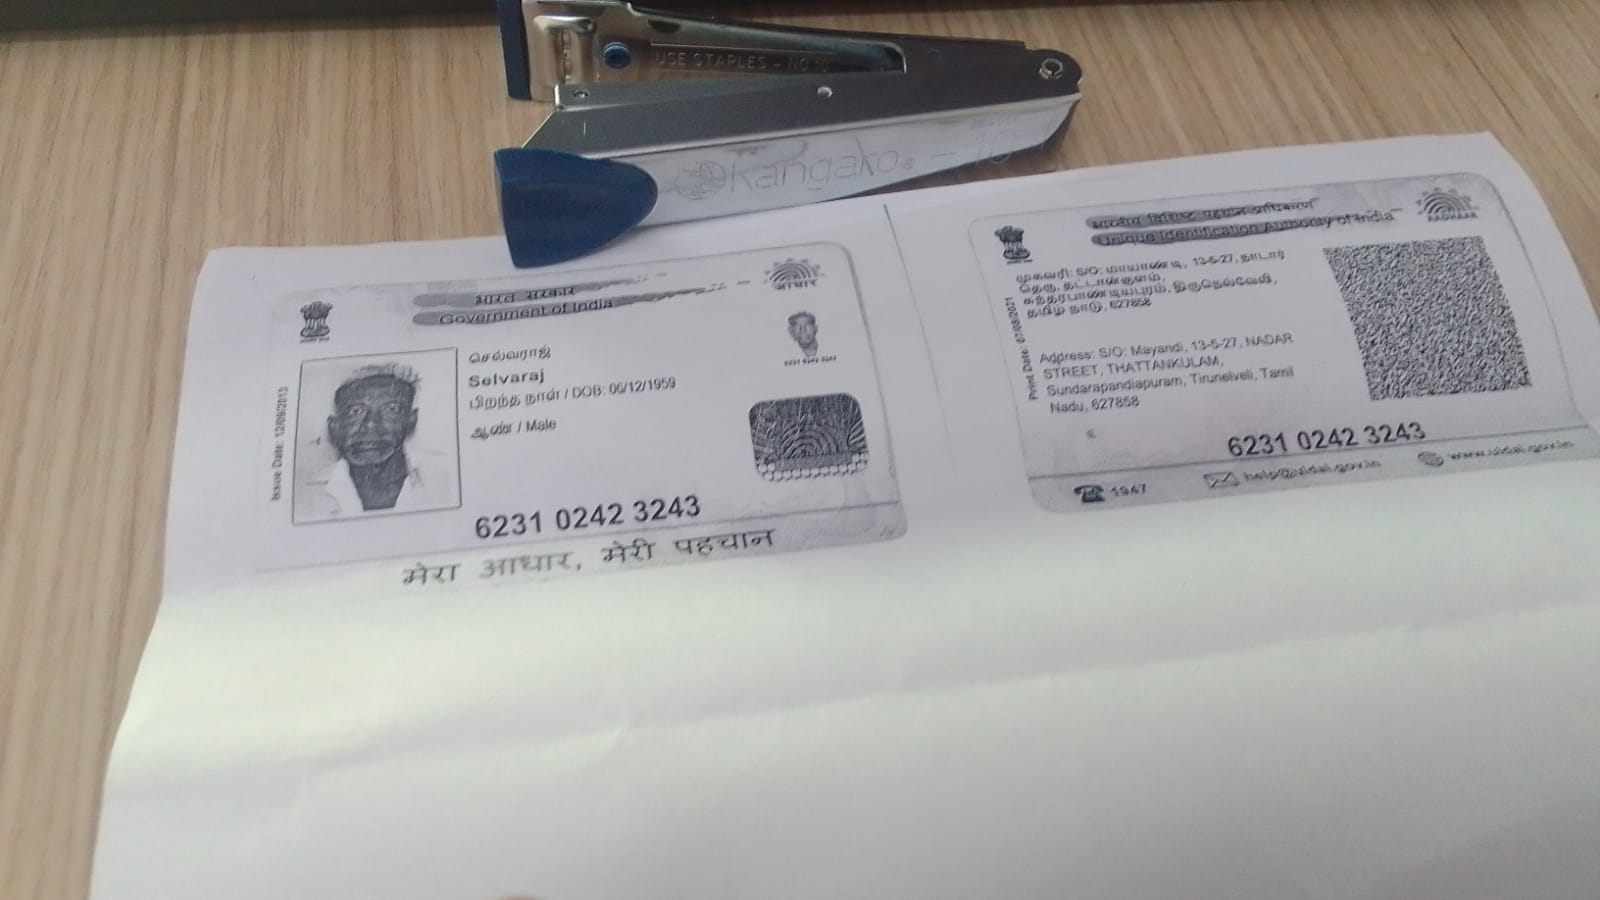 USE STAPLES - NO 10
kangaro® - 10
भारत सरकार
Government of India
आधार
Issue Date: 12/09/2013
செல்வராஜ்
Selvaraj
பிறந்த நாள் / DOB: 06/12/1959
ஆண் / Male
6231 0242 3243
6231 0242 3243
मेरा आधार, मेरी पहचान
भारतीय विशिष्ट पहचान प्राधिकरण
Unique Identification Authority of India
AADHAAR
Print Date: 07/08/2021
முகவரி: S/O: மாயாண்டி, 13-5-27, நாடார்
தெரு, தட்டான்குளம்,
சுந்தரபாண்டியபுரம், திருநெல்வேலி,
தமிழ் நாடு, 627858
Address: S/O: Mayandi, 13-5-27, NADAR
STREET, THATTANKULAM,
Sundarapandiapuram, Tirunelveli, Tamil
Nadu, 627858
6231 0242 3243
1947
help@uidai.gov.in
www.uidai.gov.in